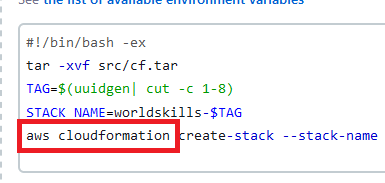 See the list of available environment variables
#!/bin/bash -ex
tar -xvf src/cf.tar
TAG=$(uuidgen| cut -c 1-8)
STACK_NAME=worldskills-$TAG
aws cloudformation create-stack --stack-name